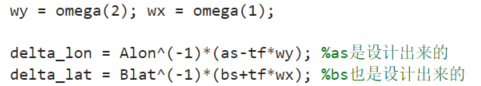 wy = omega(2); wx = omega(1);
delta_lon = Alon^(-1)*(as-tf*wy); %as是设计出来的
delta_lat = Blat^(-1)*(bs+tf*wx); %bs也是设计出来的